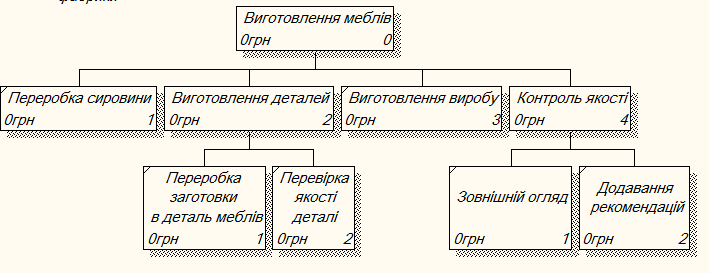 Виготовлення меблів
0грн 0
Переробка сировини
0грн 1
Виготовлення деталей
0грн 2
Виготовлення виробу
0грн 3
Контроль якості
0грн 4
Переробка
заготовки
в деталь меблів
0грн 1
Перевірка
якості
деталі
0грн 2
Зовнішній огляд
0грн 1
Додавання
рекомендацій
0грн 2